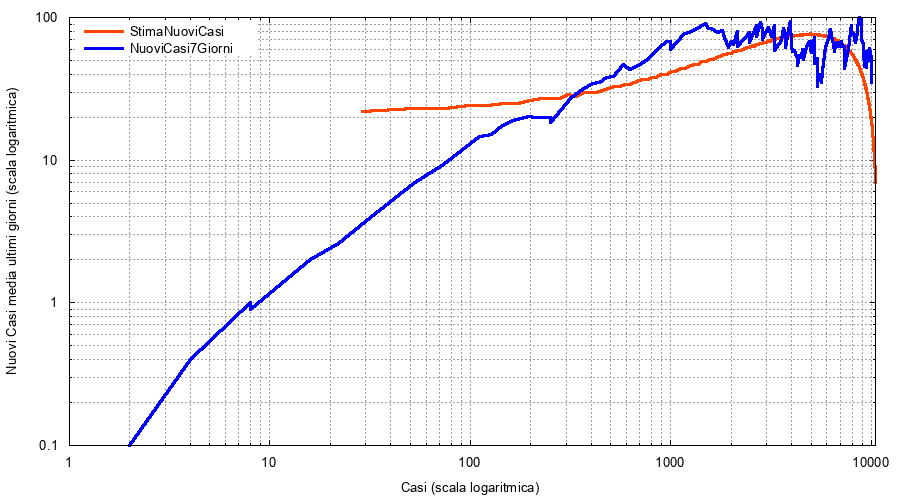 100
StimaNuoviCasi
NuoviCasi7Giorni
10
1
0.1
Nuovi Casi media ultimi giorni (scala logaritmica)
1 10 100 1000 10000
Casi (scala logaritmica)